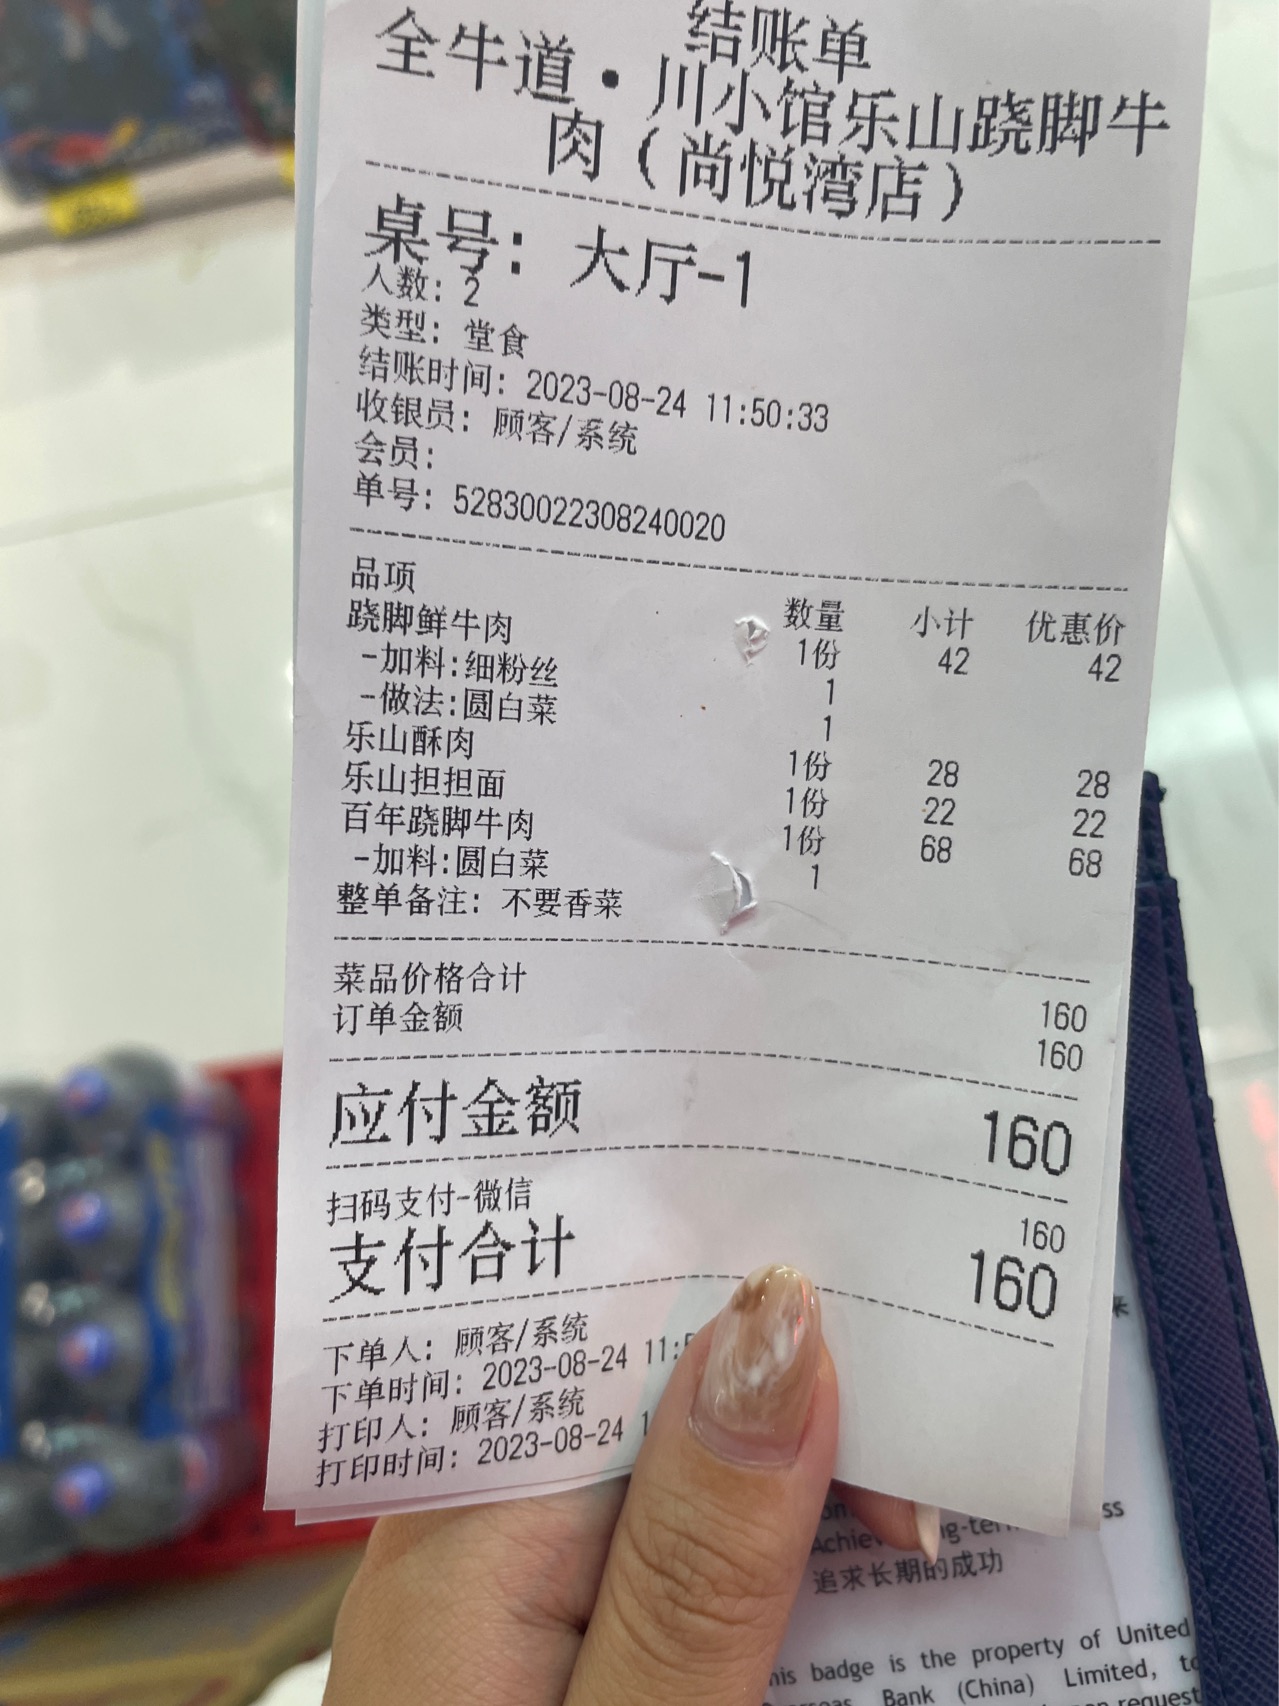 结账单
全牛道·川小馆乐山跷脚牛
肉(尚悦湾店)
桌号: 大厅-1
人数: 2
类型: 堂食
结账时间: 2023-08-24 11:50:33
收银员: 顾客/系统
会员:
单号: 52830022308240020
品项 数量 小计 优惠价
跷脚鲜牛肉 1份 42 42
-加料:细粉丝 1
-做法:圆白菜 1
乐山酥肉 1份 28 28
乐山担担面 1份 22 22
百年跷脚牛肉 1份 68 68
-加料:圆白菜 1
整单备注: 不要香菜
菜品价格合计 160
订单金额 160
应付金额 160
扫码支付-微信 160
支付合计 160
下单人: 顾客/系统
下单时间: 2023-08-24 11:5
打印人: 顾客/系统
打印时间: 2023-08-24 1
来
追求长期的成功
his badge is the property of United
Bank (China) Limited,
request